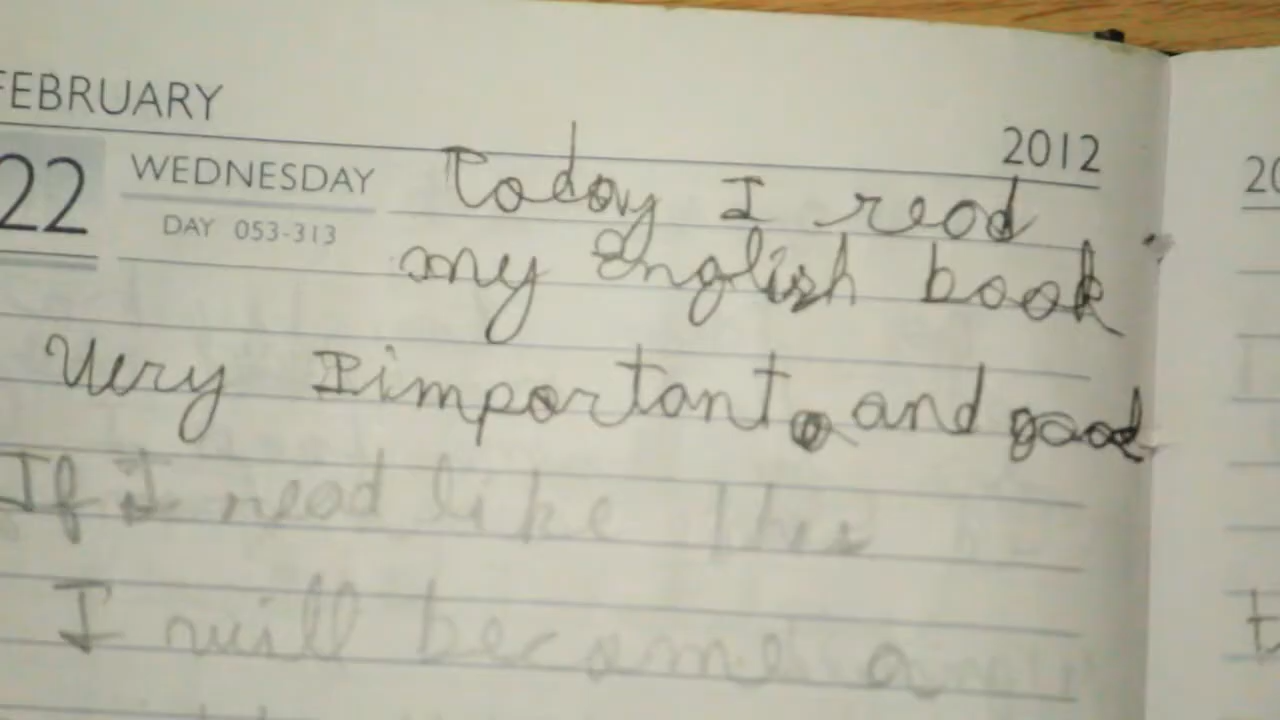 FEBRUARY
2012
22
WEDNESDAY
DAY 053-313
Today I read
my English book
Very Iimportant and good.
If I read like this
I will become a